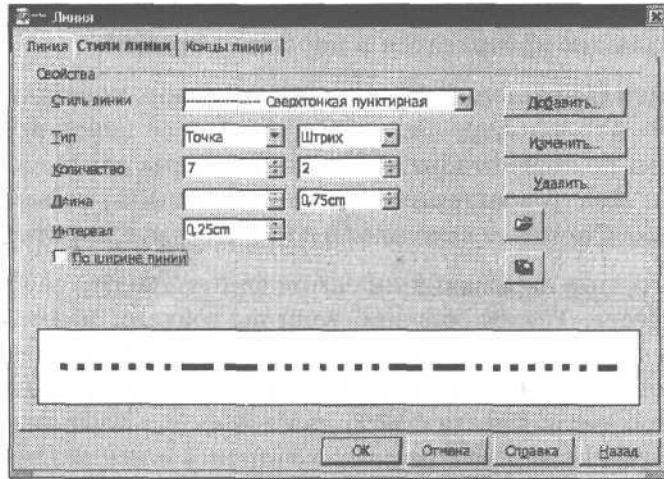 Линия
Линия Стили линии Концы линии
Свойства
Стиль линии Сверхтонкая пунктирная Добавить...
Тип Точка Штрих Изменить...
Количество 7 2 Удалить...
Длина 0,75cm
Интервал 0,25cm
По ширине линии
OK Отмена Справка Назад